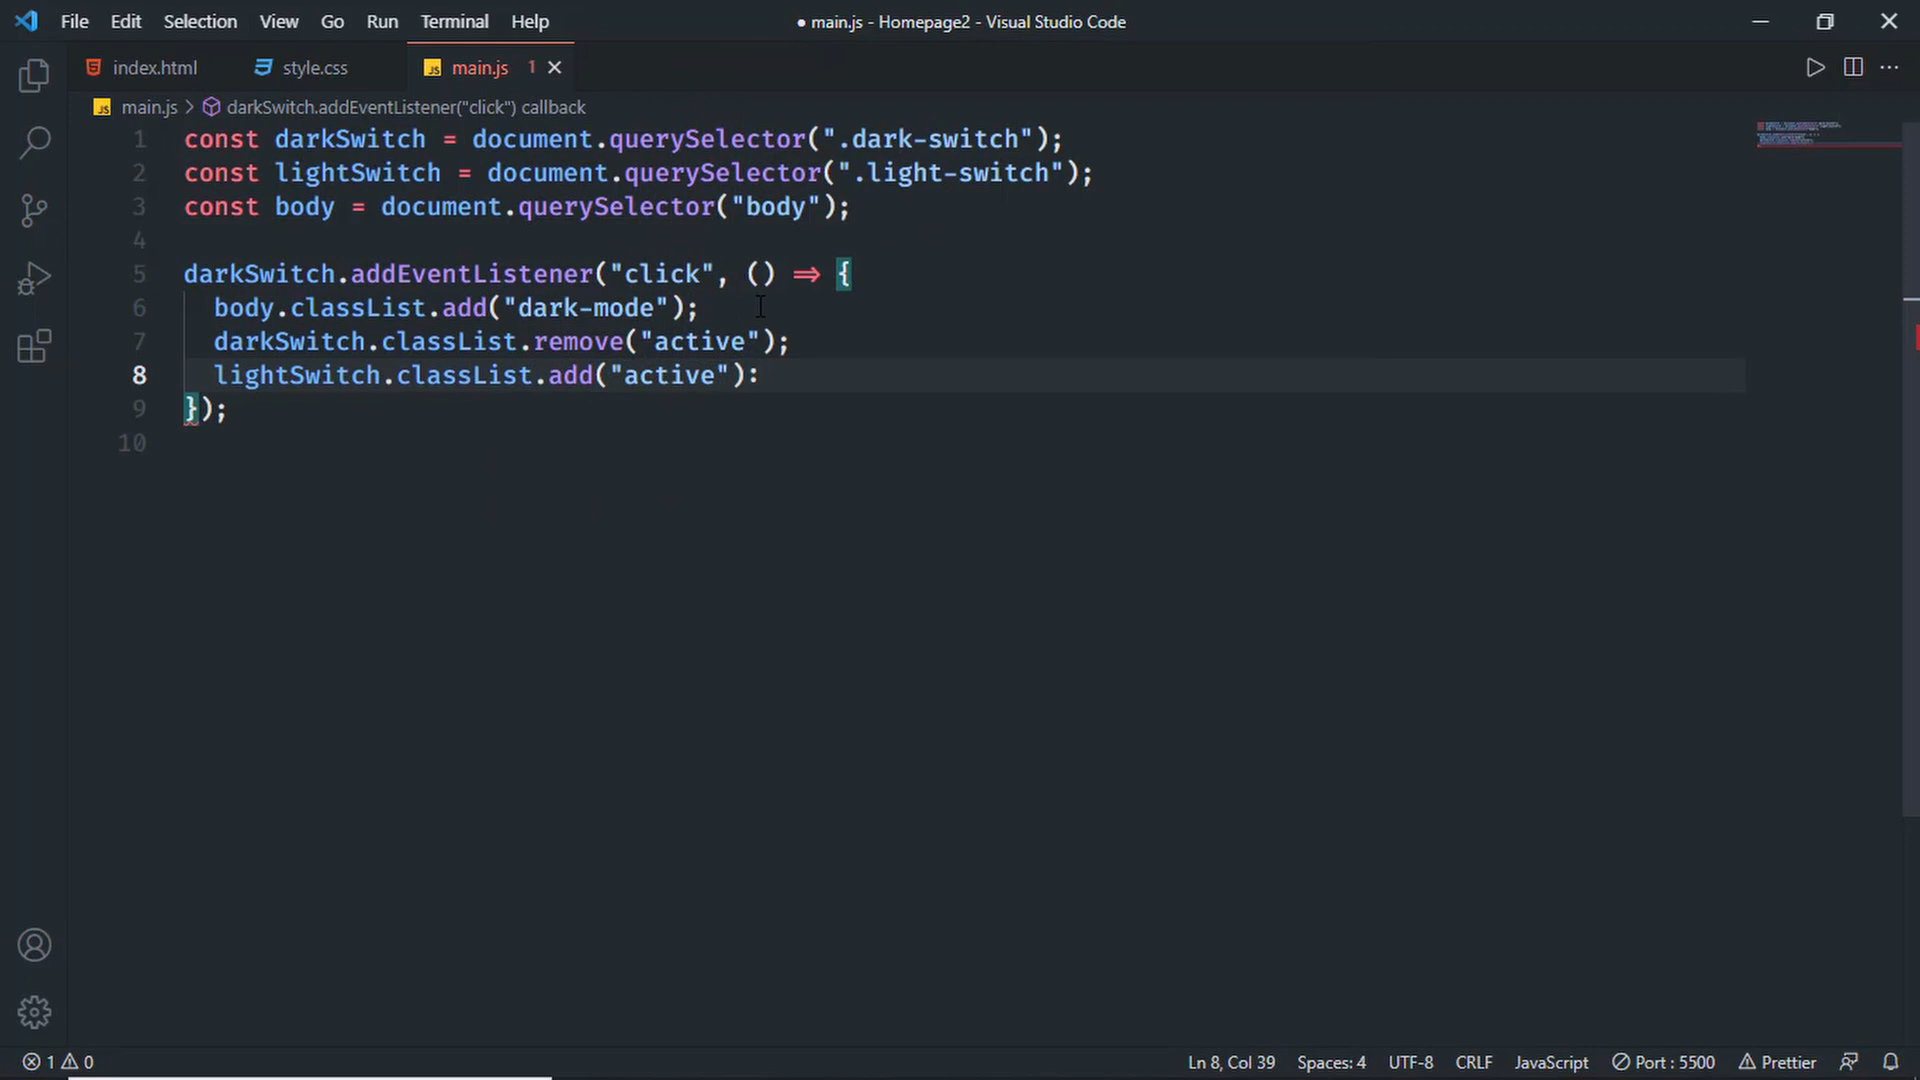 File Edit Selection View Go Run Terminal Help ● main.js - Homepage2 - Visual Studio Code
index.html style.css JS main.js 1
JS main.js > darkSwitch.addEventListener("click") callback
1 const darkSwitch = document.querySelector(".dark-switch");
2 const lightSwitch = document.querySelector(".light-switch");
3 const body = document.querySelector("body");
4
5 darkSwitch.addEventListener("click", () => {
6 body.classList.add("dark-mode");
7 darkSwitch.classList.remove("active");
8 lightSwitch.classList.add("active"):
9 });
10
1 0 Ln 8, Col 39 Spaces: 4 UTF-8 CRLF JavaScript Port : 5500 Prettier